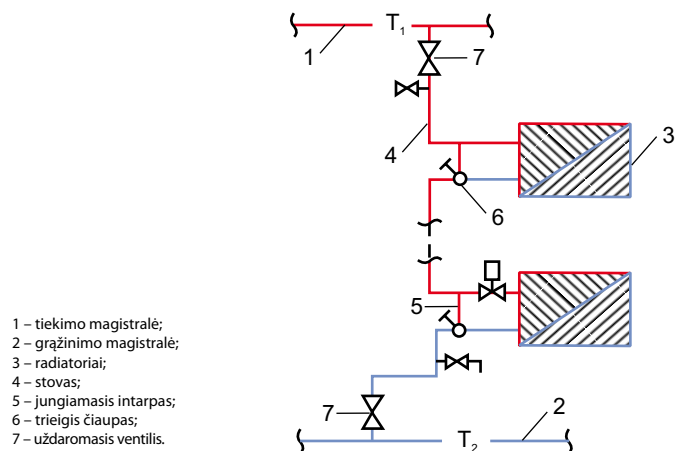 T₁
1
7
4
3
6
5
1 – tiekimo magistralė;
2 – grąžinimo magistralė;
3 – radiatoriai;
4 – stovas;
5 – jungiamasis intarpas;
6 – trieigis čiaupas;
7 – uždaromasis ventilis.
7
2
T₂